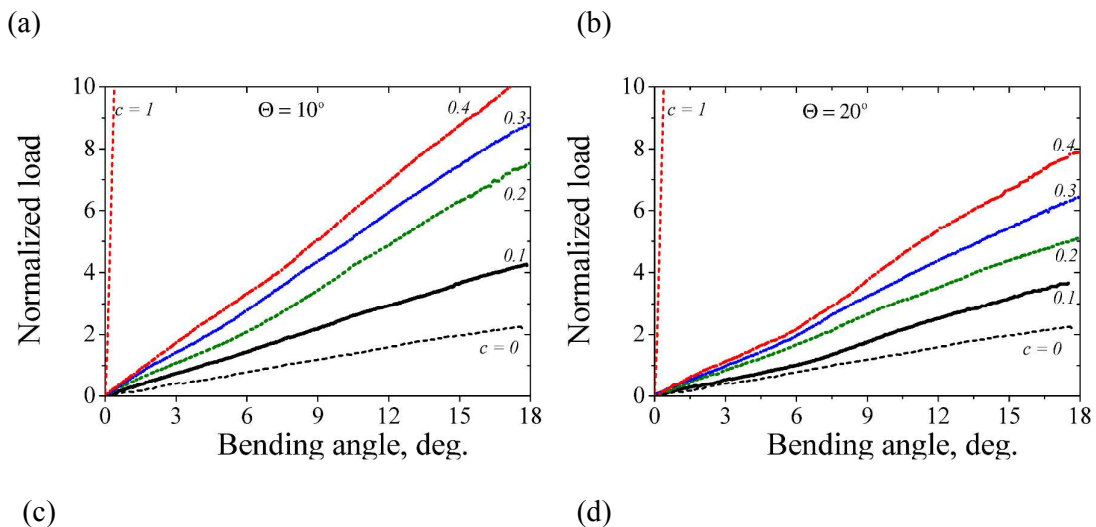 (a) (b)
10
8
6
4
2
0
Normalized load
c = 1
Θ = 10°
0.4
0.3
0.2
0.1
c = 0
0 3 6 9 12 15 18
Bending angle, deg.
10
8
6
4
2
0
Normalized load
c = 1
Θ = 20°
0.4
0.3
0.2
0.1
c = 0
0 3 6 9 12 15 18
Bending angle, deg.
(c) (d)